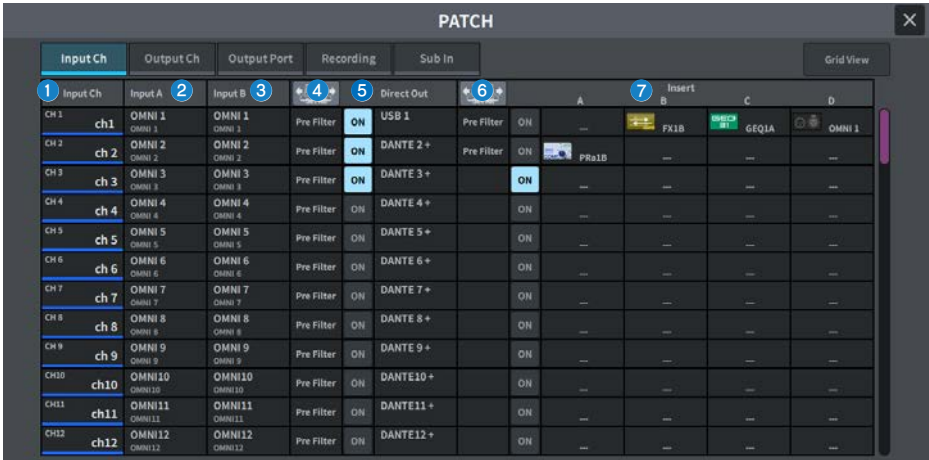 PATCH
Input Ch Output Ch Output Port Recording Sub In Grid View
1 Input Ch Input A 2 Input B 3 4 5 Direct Out 6 7 Insert
A B C D
CH 1 ch1 OMNI 1 OMNI 1 OMNI 1 OMNI 1 Pre Filter ON USB 1 Pre Filter ON — FX1B GEQ GEQ1A OMNI 1
CH 2 ch 2 OMNI 2 OMNI 2 OMNI 2 OMNI 2 Pre Filter ON DANTE 2 + Pre Filter ON PRa1B — — —
CH 3 ch 3 OMNI 3 OMNI 3 OMNI 3 OMNI 3 Pre Filter ON DANTE 3 + ON — — — —
CH 4 ch 4 OMNI 4 OMNI 4 OMNI 4 OMNI 4 Pre Filter ON DANTE 4 + ON — — — —
CH 5 ch 5 OMNI 5 OMNI 5 OMNI 5 OMNI 5 Pre Filter ON DANTE 5 + ON — — — —
CH 6 ch 6 OMNI 6 OMNI 6 OMNI 6 OMNI 6 Pre Filter ON DANTE 6 + ON — — — —
CH 7 ch 7 OMNI 7 OMNI 7 OMNI 7 OMNI 7 Pre Filter ON DANTE 7 + ON — — — —
CH 8 ch 8 OMNI 8 OMNI 8 OMNI 8 OMNI 8 Pre Filter ON DANTE 8 + ON — — — —
CH 9 ch 9 OMNI 9 OMNI 9 OMNI 9 OMNI 9 Pre Filter ON DANTE 9 + ON — — — —
CH10 ch10 OMNI10 OMNI10 OMNI10 OMNI10 Pre Filter ON DANTE10 + ON — — — —
CH11 ch11 OMNI11 OMNI11 OMNI11 OMNI11 Pre Filter ON DANTE11 + ON — — — —
CH12 ch12 OMNI12 OMNI12 OMNI12 OMNI12 Pre Filter ON DANTE12 + ON — — — —